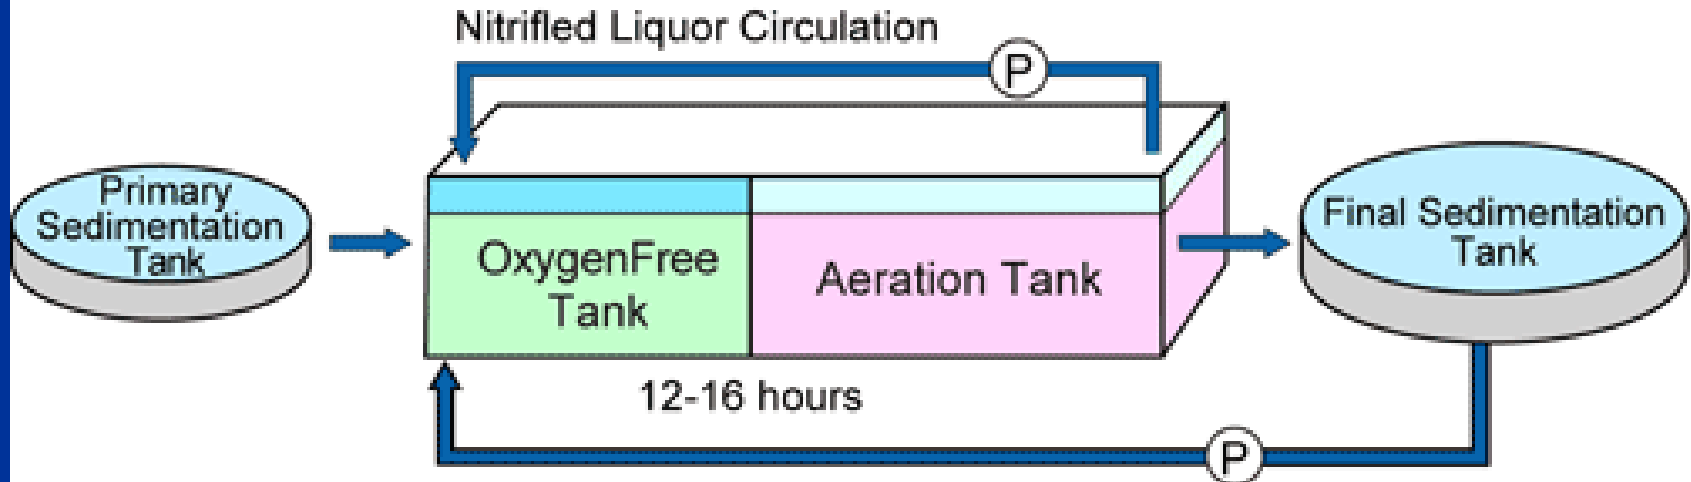 Nitrifled Liquor Circulation
P
Primary
Sedimentation
Tank
OxygenFree
Tank
Aeration Tank
Final Sedimentation
Tank
12-16 hours
P